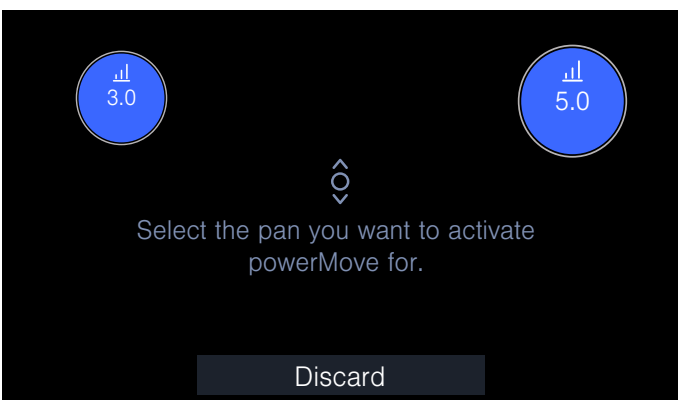 3.0
5.0
Select the pan you want to activate
powerMove for.
Discard